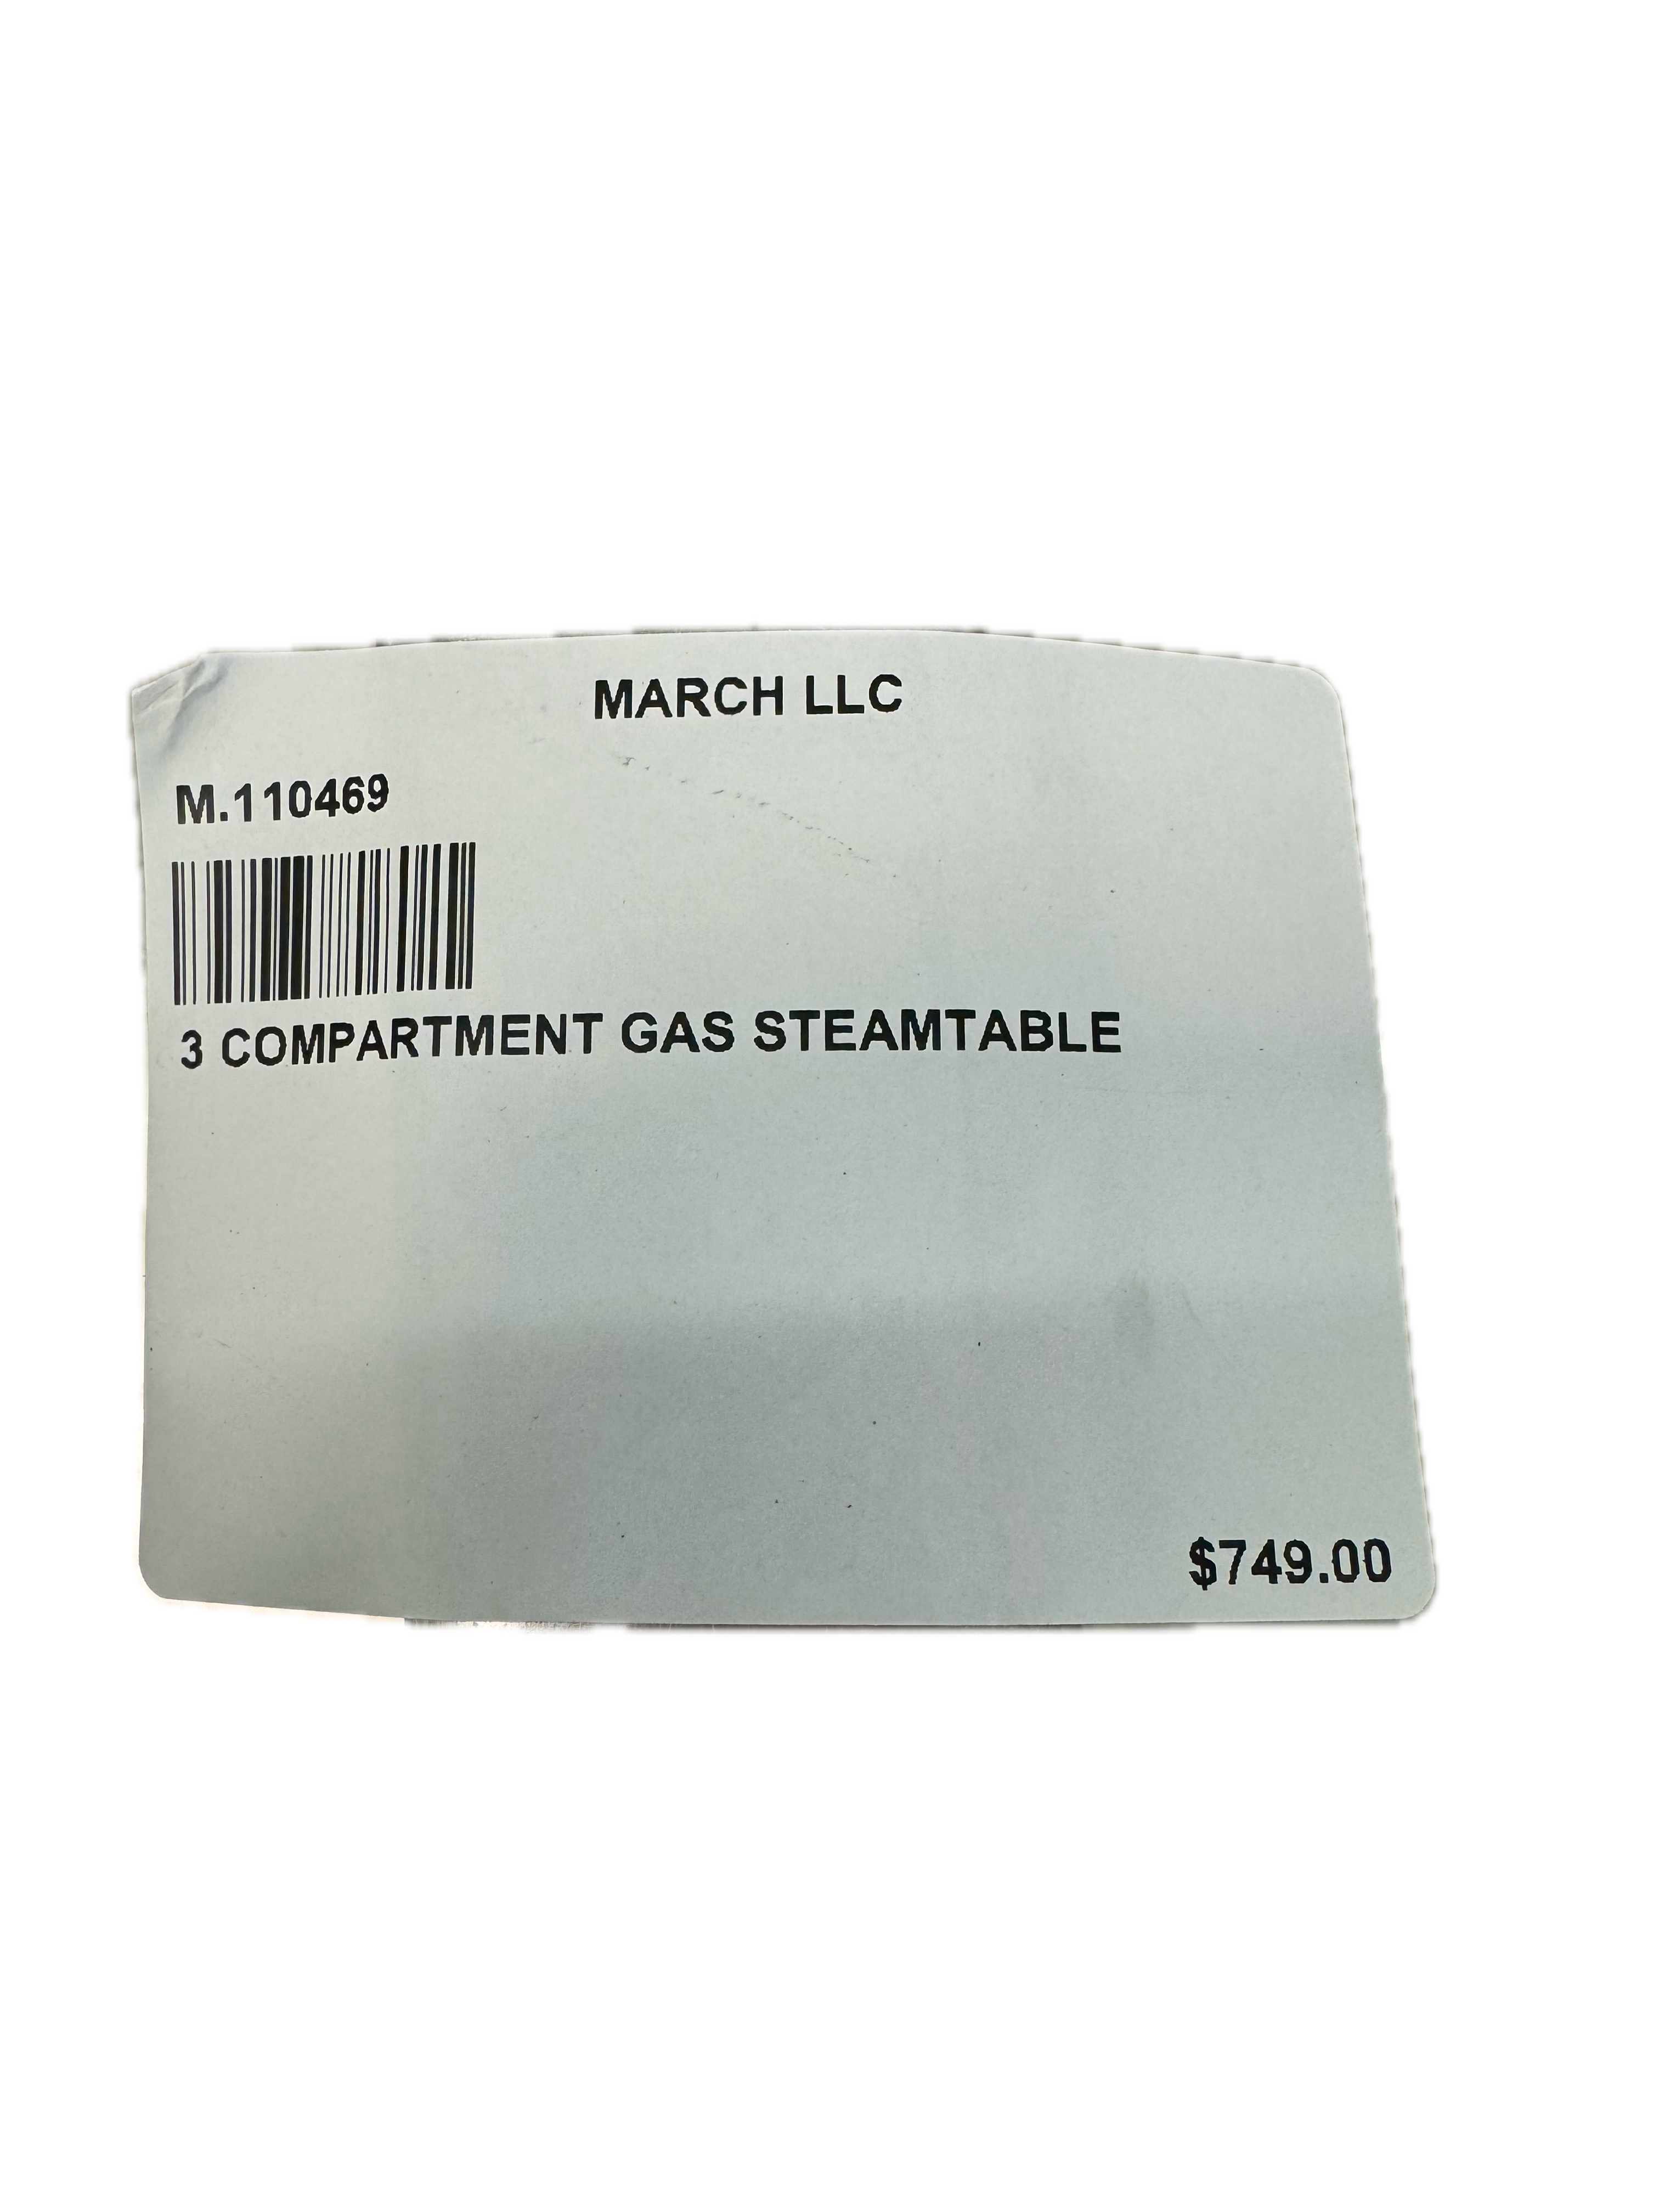 MARCH LLC
M.110469
3 COMPARTMENT GAS STEAMTABLE
$749.00